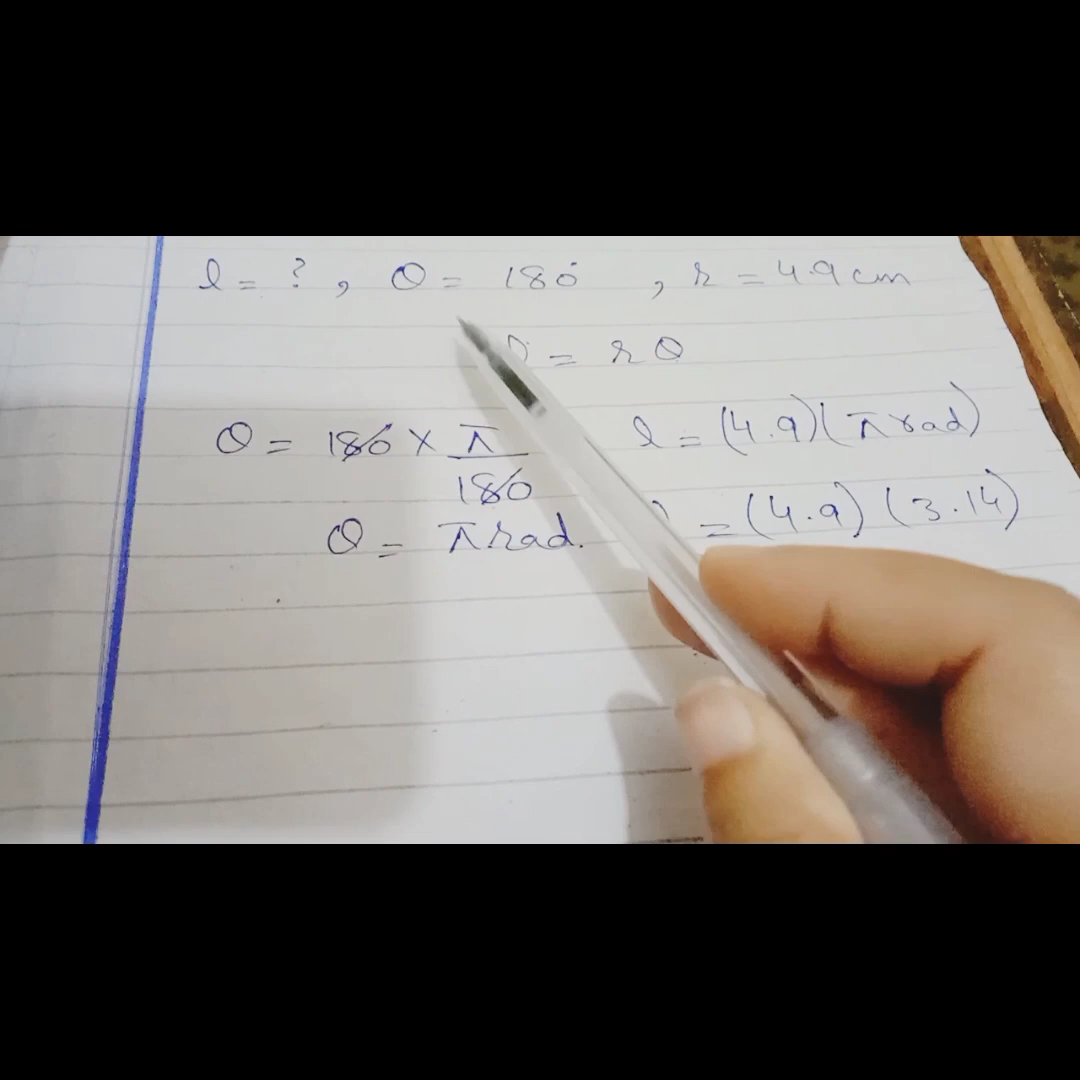 l = ? , θ = 180° , r = 4.9 cm
l = rθ
θ = 180 × π/180
l = (4.9)(π rad)
θ = π rad.
l = (4.9) (3.14)